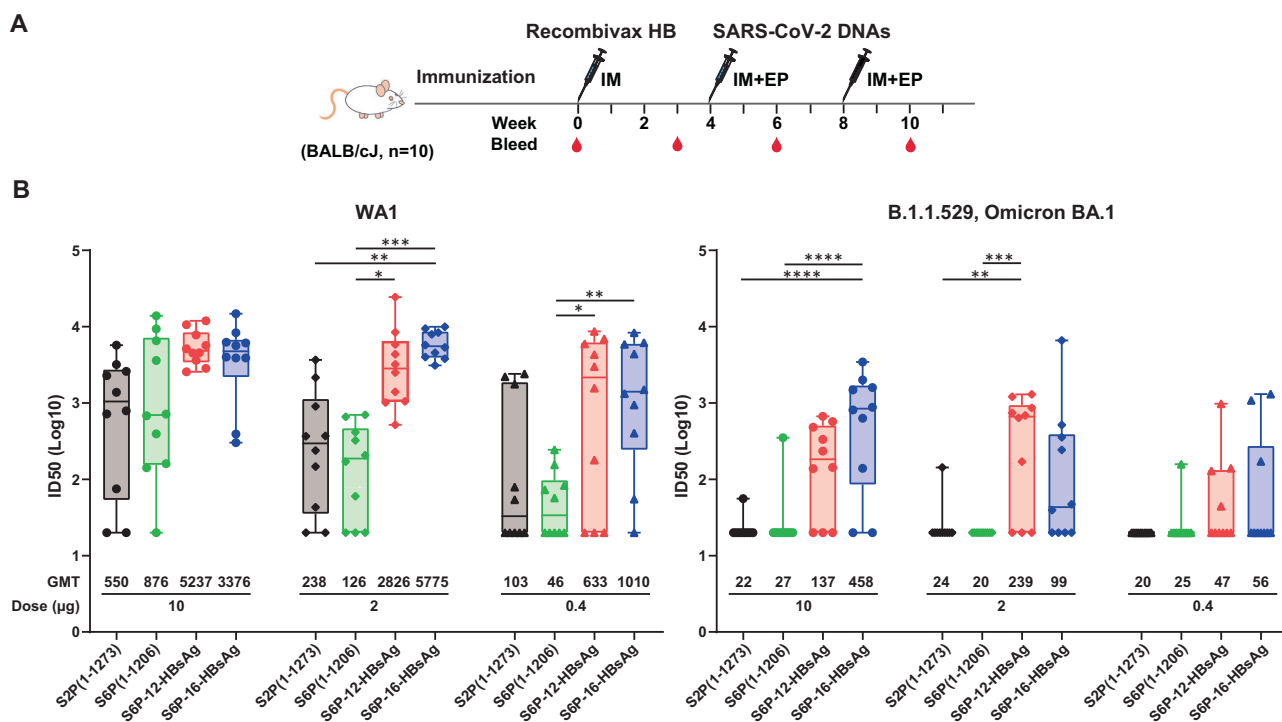 A
Recombivax HB SARS-CoV-2 DNAs
Immunization IM IM+EP IM+EP
Week 0 2 4 6 8 10
Bleed
(BALB/cJ, n=10)
B
WA1
B.1.1.529, Omicron BA.1
ID50 (Log10)
5
4
3
2
1
0
*** ** *
** *
GMT 550 876 5237 3376 238 126 2826 5775 103 46 633 1010
Dose (µg) 10 2 0.4
S2P(1-1273) S6P(1-1206) S6P-12-HBsAg S6P-16-HBsAg S2P(1-1273) S6P(1-1206) S6P-12-HBsAg S6P-16-HBsAg S2P(1-1273) S6P(1-1206) S6P-12-HBsAg S6P-16-HBsAg
ID50 (Log10)
5
4
3
2
1
0
**** ****
*** **
22 27 137 458 24 20 239 99 20 25 47 56
10 2 0.4
S2P(1-1273) S6P(1-1206) S6P-12-HBsAg S6P-16-HBsAg S2P(1-1273) S6P(1-1206) S6P-12-HBsAg S6P-16-HBsAg S2P(1-1273) S6P(1-1206) S6P-12-HBsAg S6P-16-HBsAg